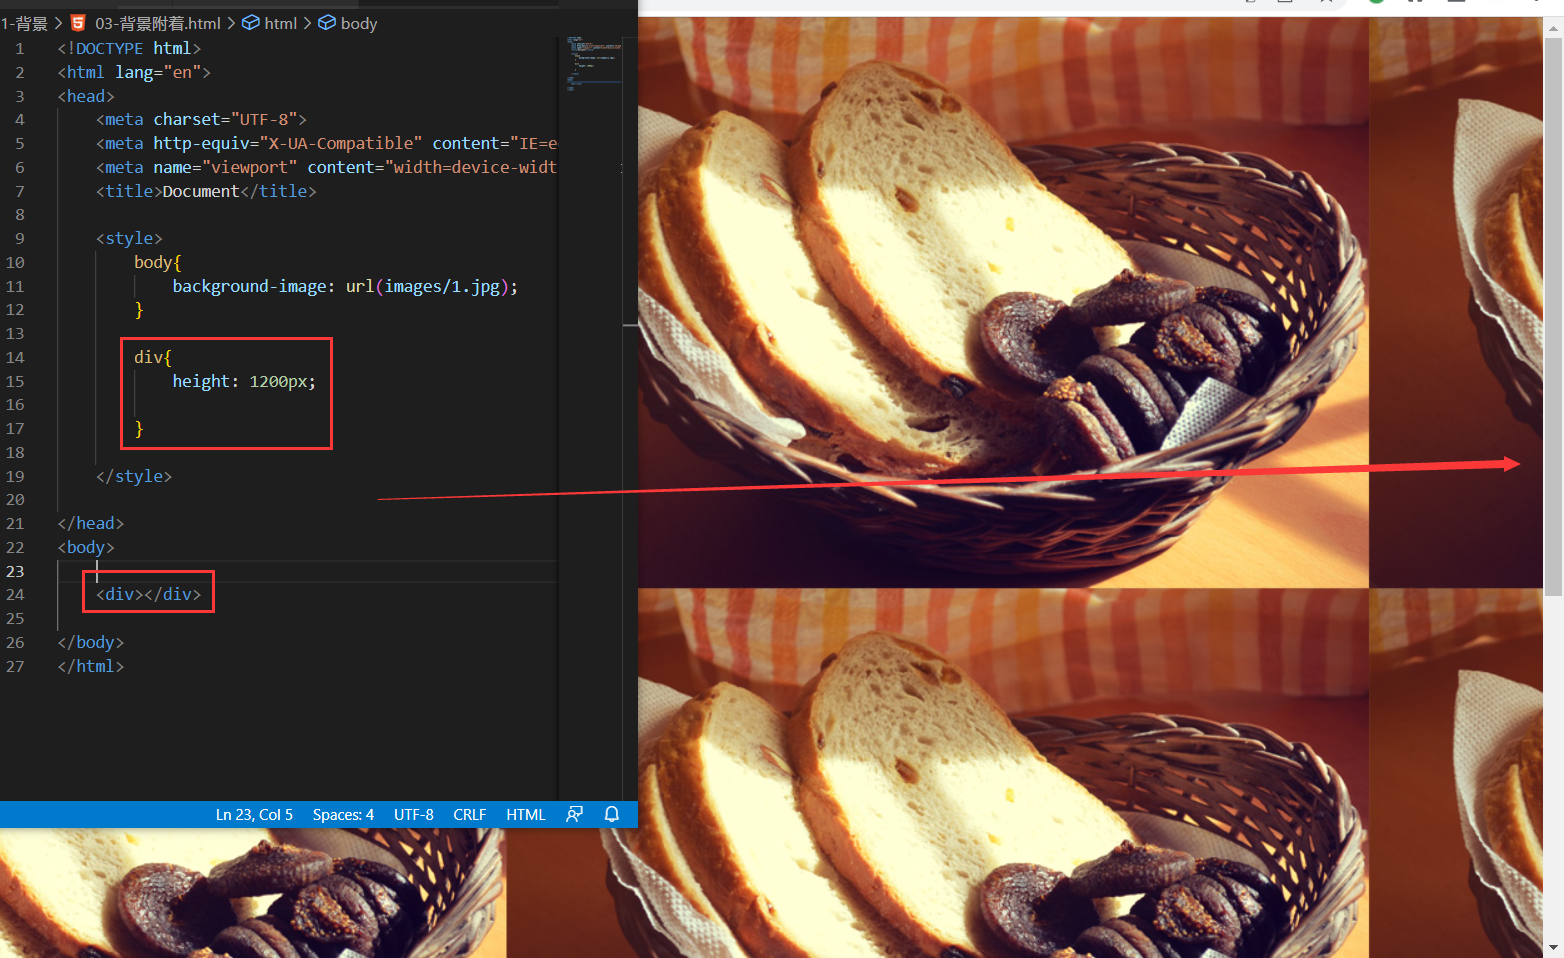 1-背景 > 03-背景附着.html > html > body
1 <!DOCTYPE html>
2 <html lang="en">
3 <head>
4 <meta charset="UTF-8">
5 <meta http-equiv="X-UA-Compatible" content="IE=e
6 <meta name="viewport" content="width=device-widt
7 <title>Document</title>
8
9 <style>
10 body{
11 background-image: url(images/1.jpg);
12 }
13
14 div{
15 height: 1200px;
16
17 }
18
19 </style>
20
21 </head>
22 <body>
23
24 <div></div>
25
26 </body>
27 </html>
Ln 23, Col 5 Spaces: 4 UTF-8 CRLF HTML